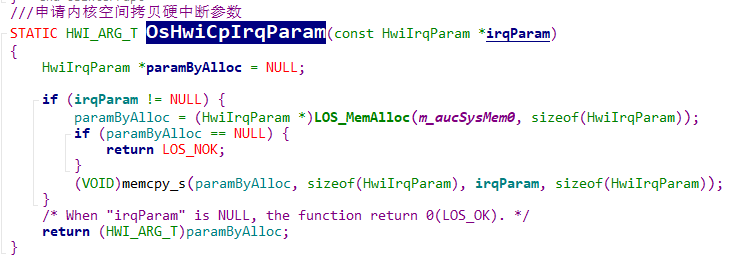 ///申请内核空间拷贝硬中断参数
STATIC HWI_ARG_T OsHwiCpIrqParam(const HwiIrqParam *irqParam)
{
    HwiIrqParam *paramByAlloc = NULL;

    if (irqParam != NULL) {
        paramByAlloc = (HwiIrqParam *)LOS_MemAlloc(m_aucSysMem0, sizeof(HwiIrqParam));
        if (paramByAlloc == NULL) {
            return LOS_NOK;
        }
        (VOID)memcpy_s(paramByAlloc, sizeof(HwiIrqParam), irqParam, sizeof(HwiIrqParam));
    }
    /* When "irqParam" is NULL, the function return 0(LOS_OK). */
    return (HWI_ARG_T)paramByAlloc;
}